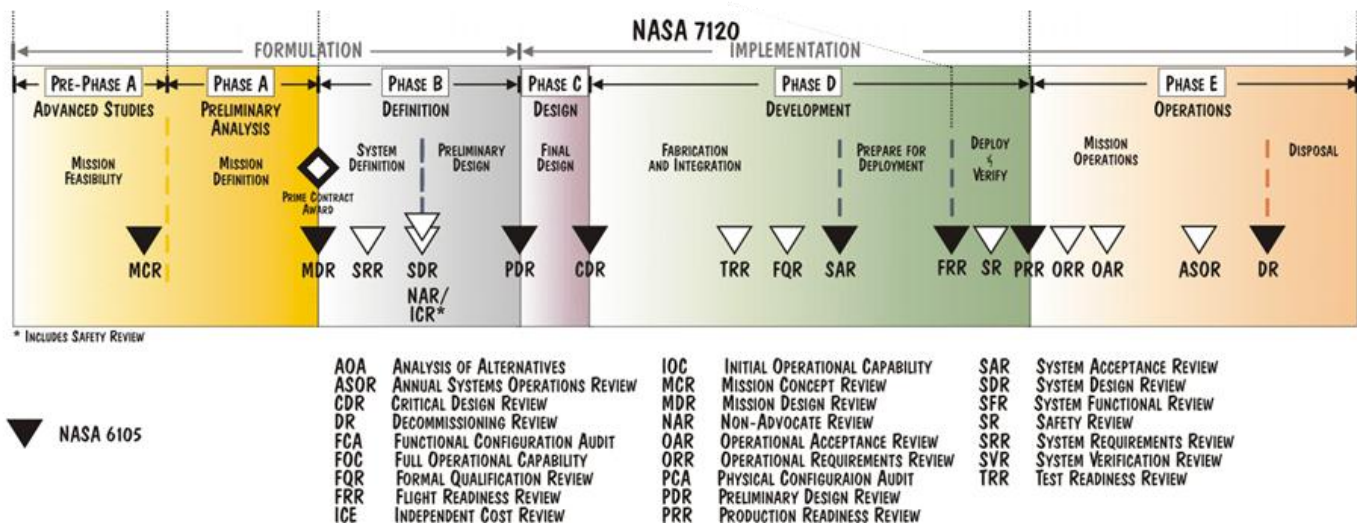 NASA 7120
FORMULATION IMPLEMENTATION
PRE-PHASE A PHASE A PHASE B PHASE C PHASE D PHASE E
ADVANCED STUDIES PRELIMINARY ANALYSIS DEFINITION DESIGN DEVELOPMENT OPERATIONS
MISSION FEASIBILITY
MISSION DEFINITION
SYSTEM DEFINITION
PRELIMINARY DESIGN
FINAL DESIGN
FABRICATION AND INTEGRATION
PREPARE FOR DEPLOYMENT
DEPLOY & VERIFY
MISSION OPERATIONS
DISPOSAL
PRIME CONTRACT AWARD
MCR MDR SRR SDR PDR CDR TRR FQR SAR FRR SR PRR ORR OAR ASOR DR
NAR/
ICR*
* INCLUDES SAFETY REVIEW
NASA 6105
AOA ANALYSIS OF ALTERNATIVES
ASOR ANNUAL SYSTEMS OPERATIONS REVIEW
CDR CRITICAL DESIGN REVIEW
DR DECOMMISSIONING REVIEW
FCA FUNCTIONAL CONFIGURATION AUDIT
FOC FULL OPERATIONAL CAPABILITY
FQR FORMAL QUALIFICATION REVIEW
FRR FLIGHT READINESS REVIEW
ICE INDEPENDENT COST REVIEW
IOC INITIAL OPERATIONAL CAPABILITY
MCR MISSION CONCEPT REVIEW
MDR MISSION DESIGN REVIEW
NAR NON-ADVOCATE REVIEW
OAR OPERATIONAL ACCEPTANCE REVIEW
ORR OPERATIONAL REQUIREMENTS REVIEW
PCA PHYSICAL CONFIGURAION AUDIT
PDR PRELIMINARY DESIGN REVIEW
PRR PRODUCTION READINESS REVIEW
SAR SYSTEM ACCEPTANCE REVIEW
SDR SYSTEM DESIGN REVIEW
SFR SYSTEM FUNCTIONAL REVIEW
SR SAFETY REVIEW
SRR SYSTEM REQUIREMENTS REVIEW
SVR SYSTEM VERIFICATION REVIEW
TRR TEST READINESS REVIEW